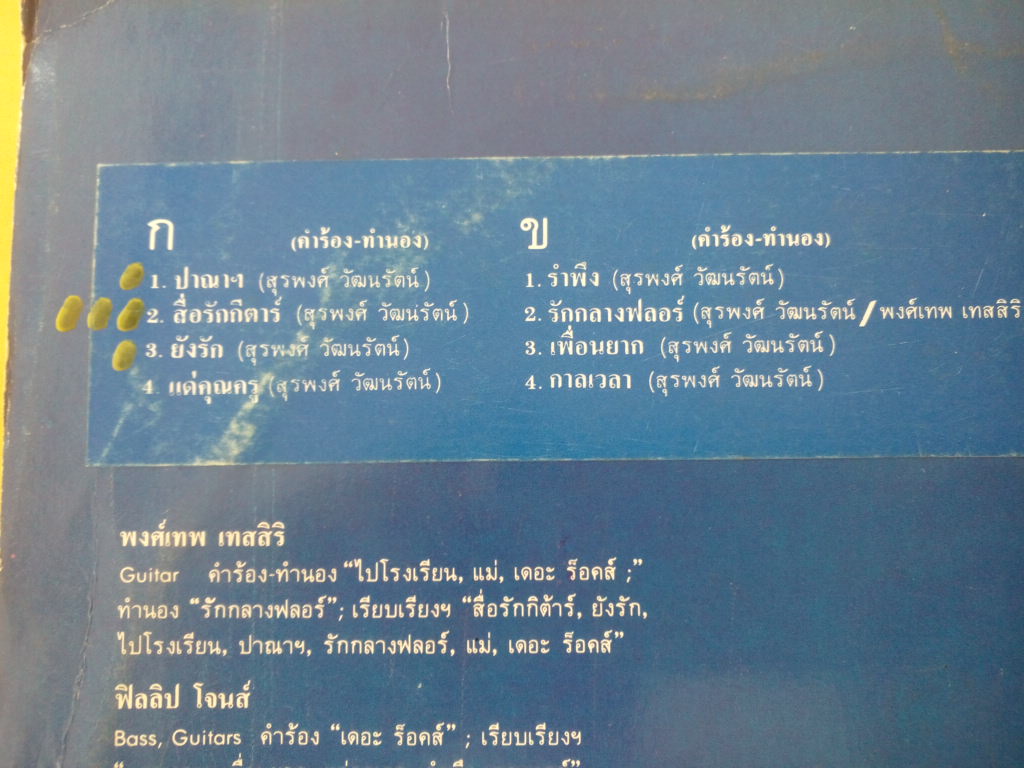 ก
(คำร้อง-ทำนอง)
1. ปาณาฯ (สุรพงศ์ วัฒนรัตน์)
2. สื่อรักกีตาร์ (สุรพงศ์ วัฒนรัตน์)
3. ยังรัก (สุรพงศ์ วัฒนรัตน์)
4. แด่คุณครู (สุรพงศ์ วัฒนรัตน์)
ข
(คำร้อง-ทำนอง)
1. รำพึง (สุรพงศ์ วัฒนรัตน์)
2. รักกลางฟลอร์ (สุรพงศ์ วัฒนรัตน์/พงศ์เทพ เทสสิริ
3. เพื่อนยาก (สุรพงศ์ วัฒนรัตน์)
4. กาลเวลา (สุรพงศ์ วัฒนรัตน์)
พงศ์เทพ เทสสิริ
Guitar คำร้อง-ทำนอง “ไปโรงเรียน, แม่, เดอะ ร็อคส์ ;”
ทำนอง “รักกลางฟลอร์”; เรียบเรียงฯ “สื่อรักกิต้าร์, ยังรัก,
ไปโรงเรียน, ปาณาฯ, รักกลางฟลอร์, แม่, เดอะ ร็อคส์”
ฟิลลิป โจนส์
Bass, Guitars คำร้อง “เดอะ ร็อคส์” ; เรียบเรียงฯ